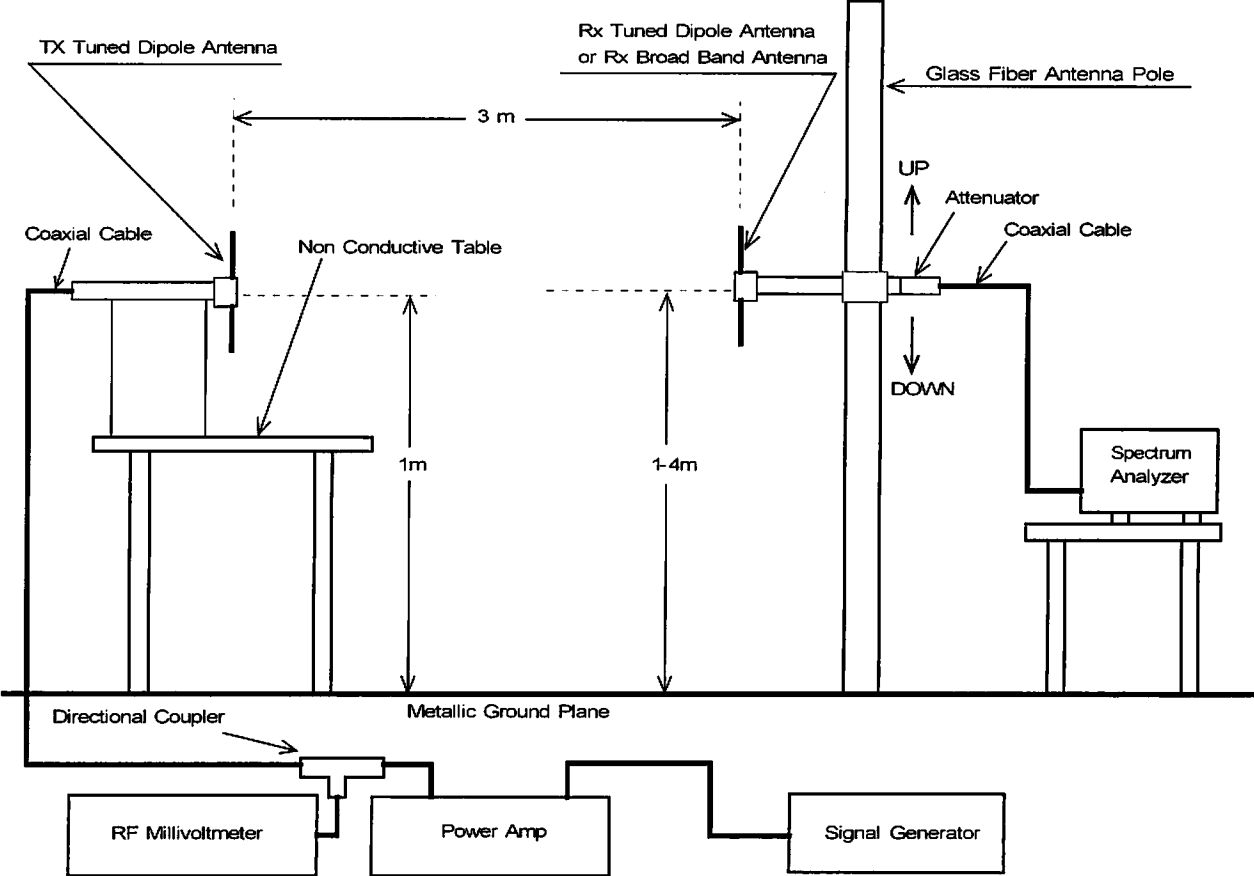 TX Tuned Dipole Antenna
Rx Tuned Dipole Antenna
or Rx Broad Band Antenna
Glass Fiber Antenna Pole
3 m
UP
Attenuator
Coaxial Cable
Non Conductive Table
Coaxial Cable
DOWN
1m
1-4m
Spectrum
Analyzer
Directional Coupler
Metallic Ground Plane
RF Millivoltmeter
Power Amp
Signal Generator